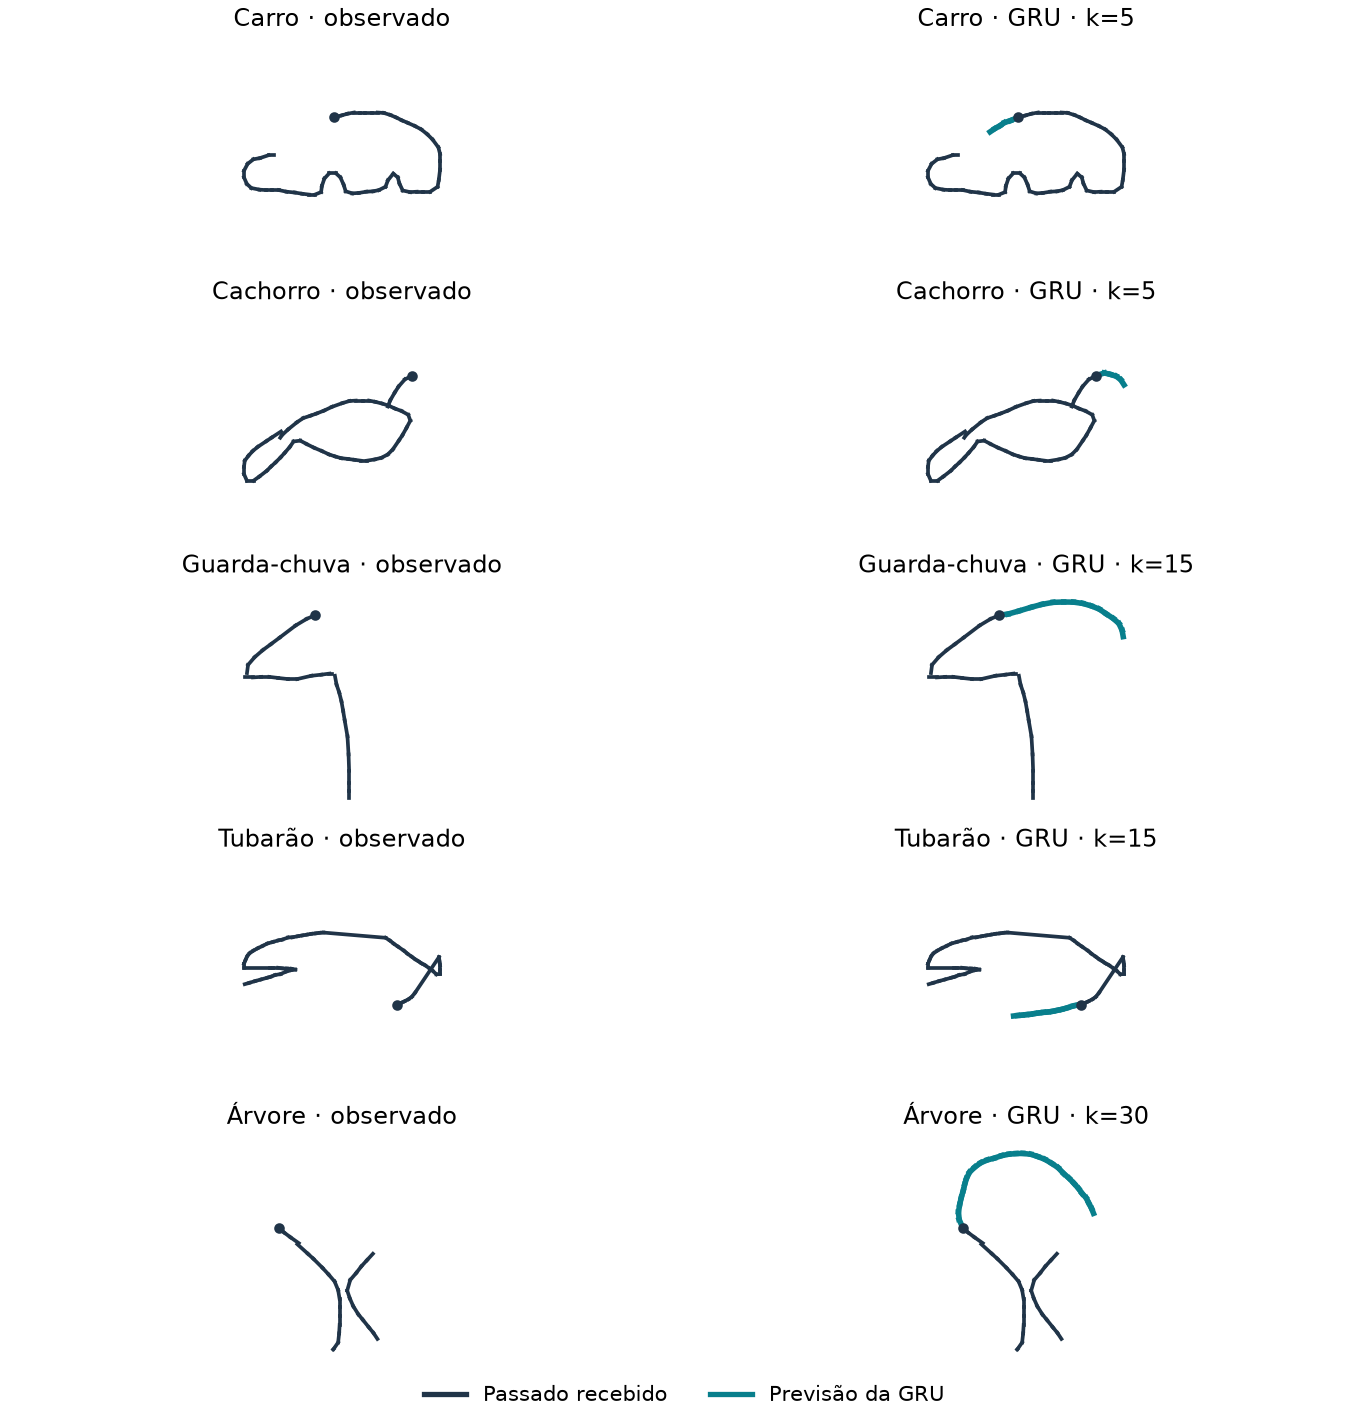 Carro · observado
Carro · GRU · k=5
Cachorro · observado
Cachorro · GRU · k=5
Guarda-chuva · observado
Guarda-chuva · GRU · k=15
Tubarão · observado
Tubarão · GRU · k=15
Árvore · observado
Árvore · GRU · k=30
Passado recebido
Previsão da GRU